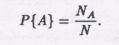 P{A} = N_A / N.